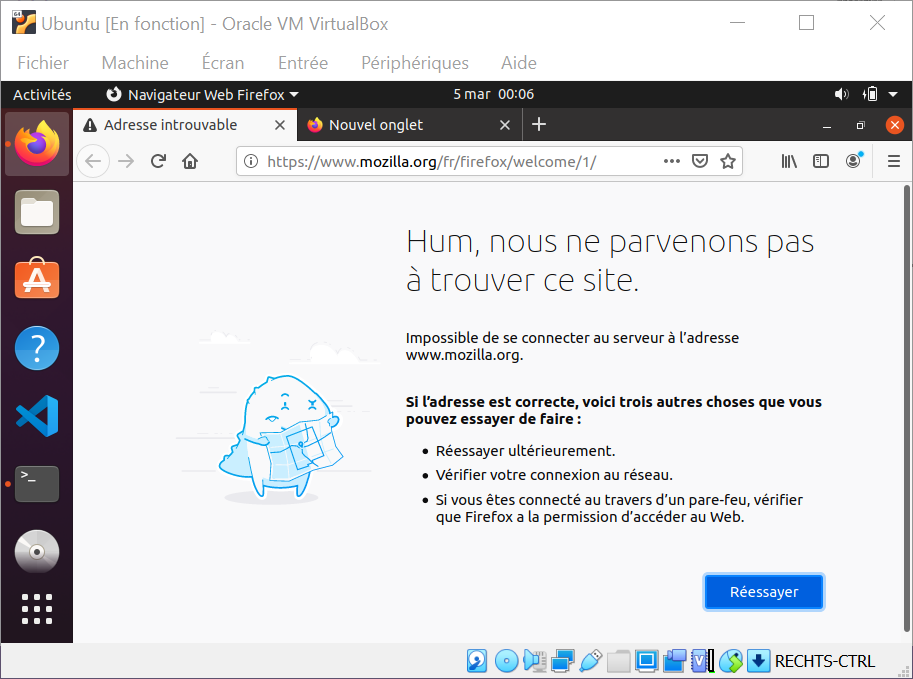 Ubuntu [En fonction] - Oracle VM VirtualBox
Fichier Machine Écran Entrée Périphériques Aide
Activités Navigateur Web Firefox 5 mar 00:06
Adresse introuvable Nouvel onglet
https://www.mozilla.org/fr/firefox/welcome/1/
Hum, nous ne parvenons pas
à trouver ce site.
Impossible de se connecter au serveur à l’adresse
www.mozilla.org.
Si l’adresse est correcte, voici trois autres choses que vous
pouvez essayer de faire :
• Réessayer ultérieurement.
• Vérifier votre connexion au réseau.
• Si vous êtes connecté au travers d’un pare-feu, vérifier
que Firefox a la permission d’accéder au Web.
Réessayer
RECHTS-CTRL